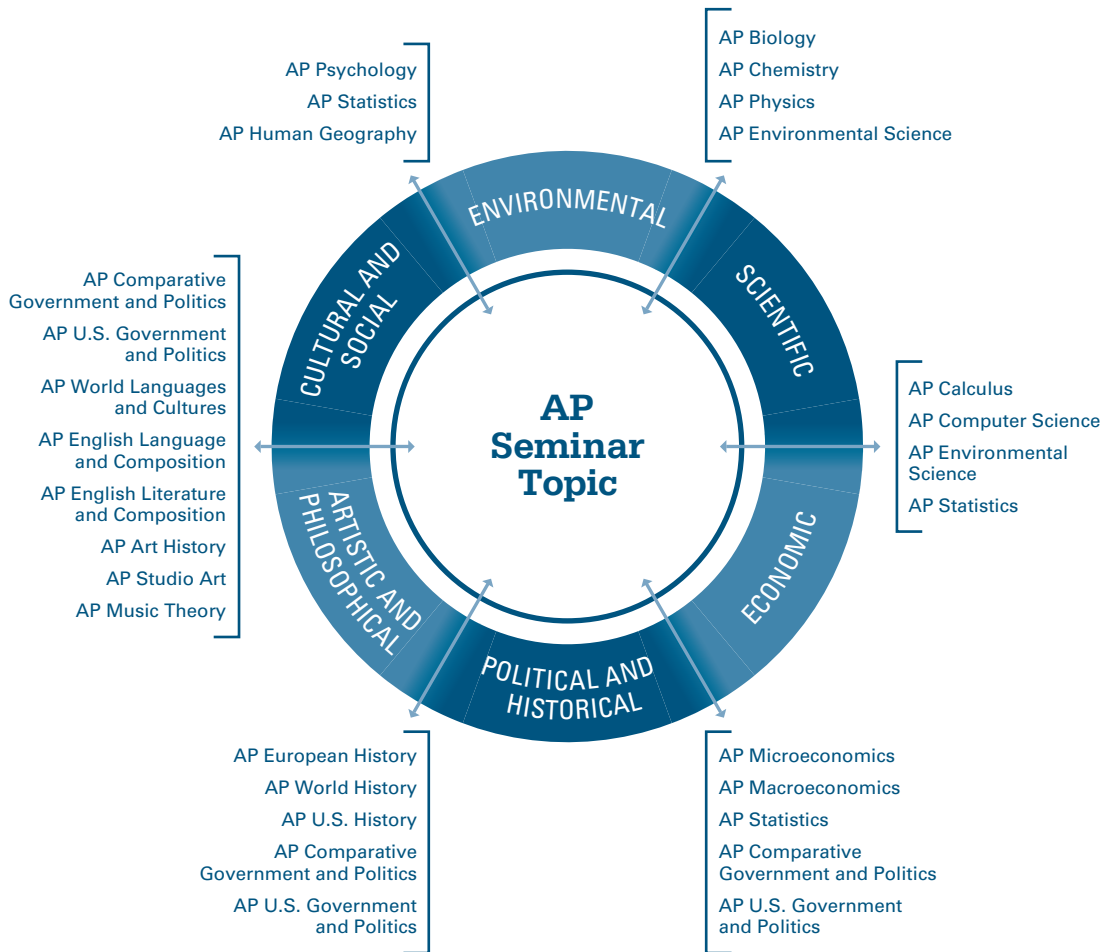 AP Psychology
AP Statistics
AP Human Geography
AP Biology
AP Chemistry
AP Physics
AP Environmental Science
ENVIRONMENTAL
CULTURAL AND
SOCIAL
SCIENTIFIC
AP Comparative
Government and Politics
AP U.S. Government
and Politics
AP World Languages
and Cultures
AP English Language
and Composition
AP English Literature
and Composition
AP Art History
AP Studio Art
AP Music Theory
AP
Seminar
Topic
AP Calculus
AP Computer Science
AP Environmental
Science
AP Statistics
ARTISTIC AND
PHILOSOPHICAL
ECONOMIC
POLITICAL AND
HISTORICAL
AP European History
AP World History
AP U.S. History
AP Comparative
Government and Politics
AP U.S. Government
and Politics
AP Microeconomics
AP Macroeconomics
AP Statistics
AP Comparative
Government and Politics
AP U.S. Government
and Politics